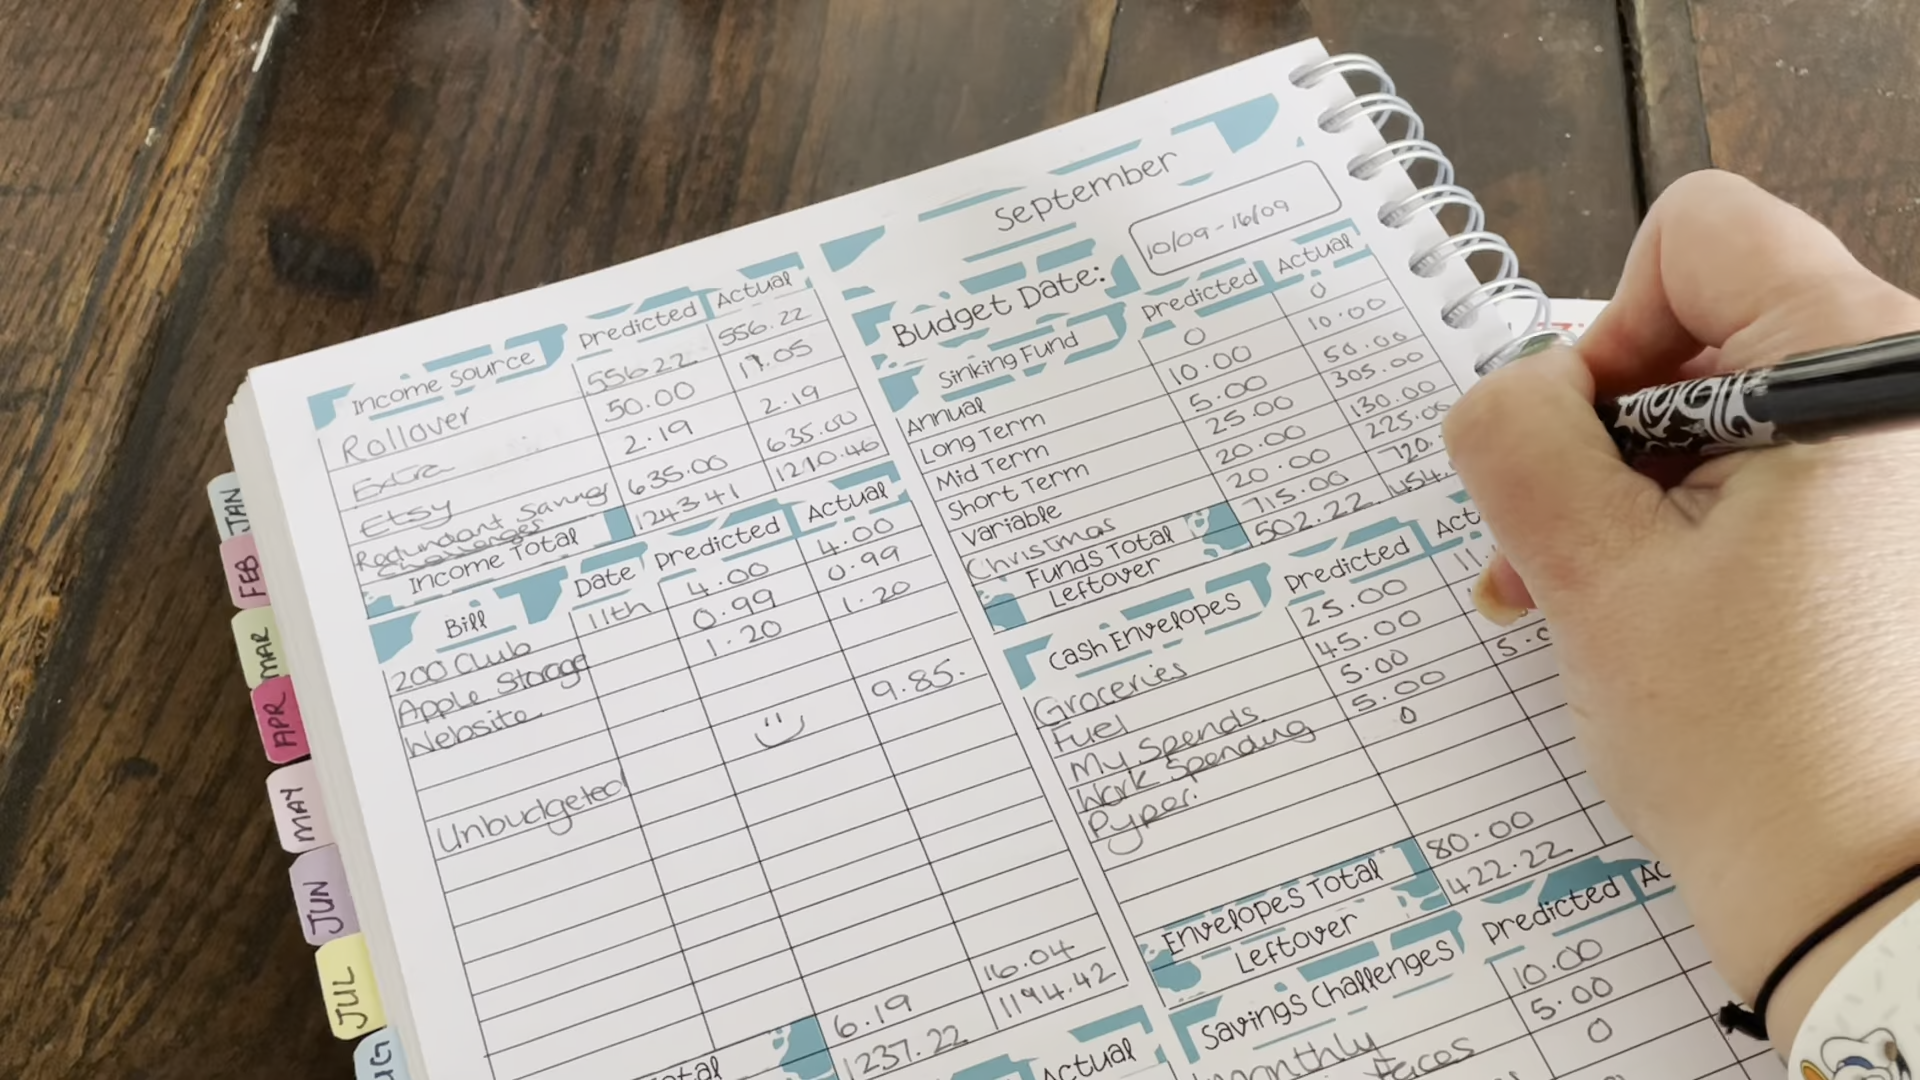 September
10/09-16/09
Budget Date:
Income Source Predicted Actual
Rollover 556.22 556.22
Extra 50.00 17.05
Etsy 2.19 2.19
Redundant Savings Challenges 635.00 635.00
Income Total 1243.41 1210.46
Bill Date Predicted Actual
200 Club 11th 4.00 4.00
Apple Storage 0.99 0.99
Website 1.20 1.20
Unbudgeted 9.85.
6.19 16.04
1237.22 1194.42
Actual
Sinking Fund Predicted Actual
Annual 0 0
Long Term 10.00 10.00
Mid Term 5.00 50.00
Short Term 25.00 305.00
Variable 20.00 130.00
Christmas 20.00 225.00
Funds Total 715.00 720.
Leftover 502.22
Cash Envelopes Predicted
Groceries 25.00
Fuel 45.00
My Spends. 5.00
Work Spending 5.00
Pyper. 0
Envelopes Total 80.00
Leftover 422.22
Savings Challenges Predicted
Monthly 10.00
5.00
0
JAN
FEB
MAR
APR
MAY
JUN
JUL